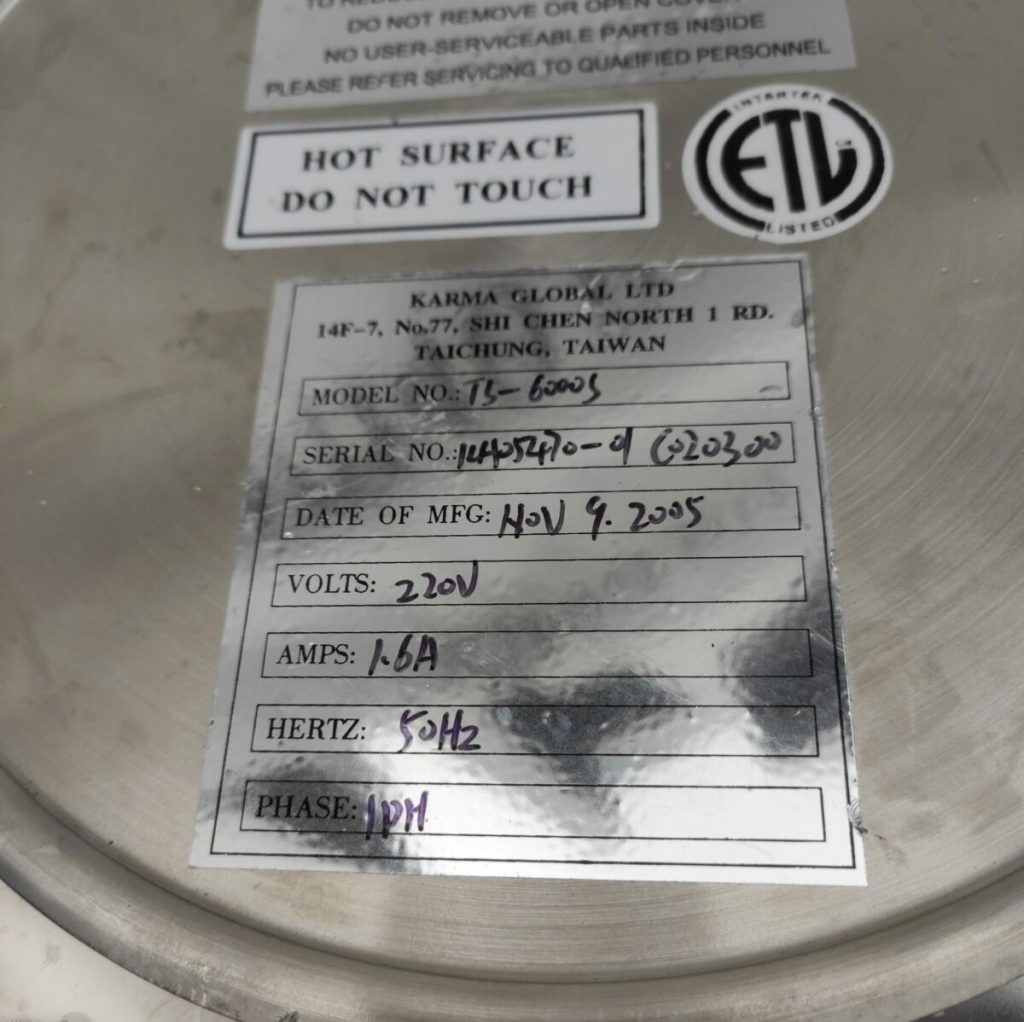 DO NOT REMOVE OR OPEN COVER
NO USER-SERVICEABLE PARTS INSIDE
PLEASE REFER SERVICING TO QUALIFIED PERSONNEL
HOT SURFACE
DO NOT TOUCH
INTERTEK
ETL
CM
LISTED
KARMA GLOBAL LTD
14F-7, No.77, SHI CHEN NORTH 1 RD.
TAICHUNG, TAIWAN
MODEL NO.: TS-6000S
SERIAL NO.:
DATE OF MFG: NOV 9. 2005
VOLTS: 220V
AMPS: 1.6A
HERTZ: 50Hz
PHASE: 1PH